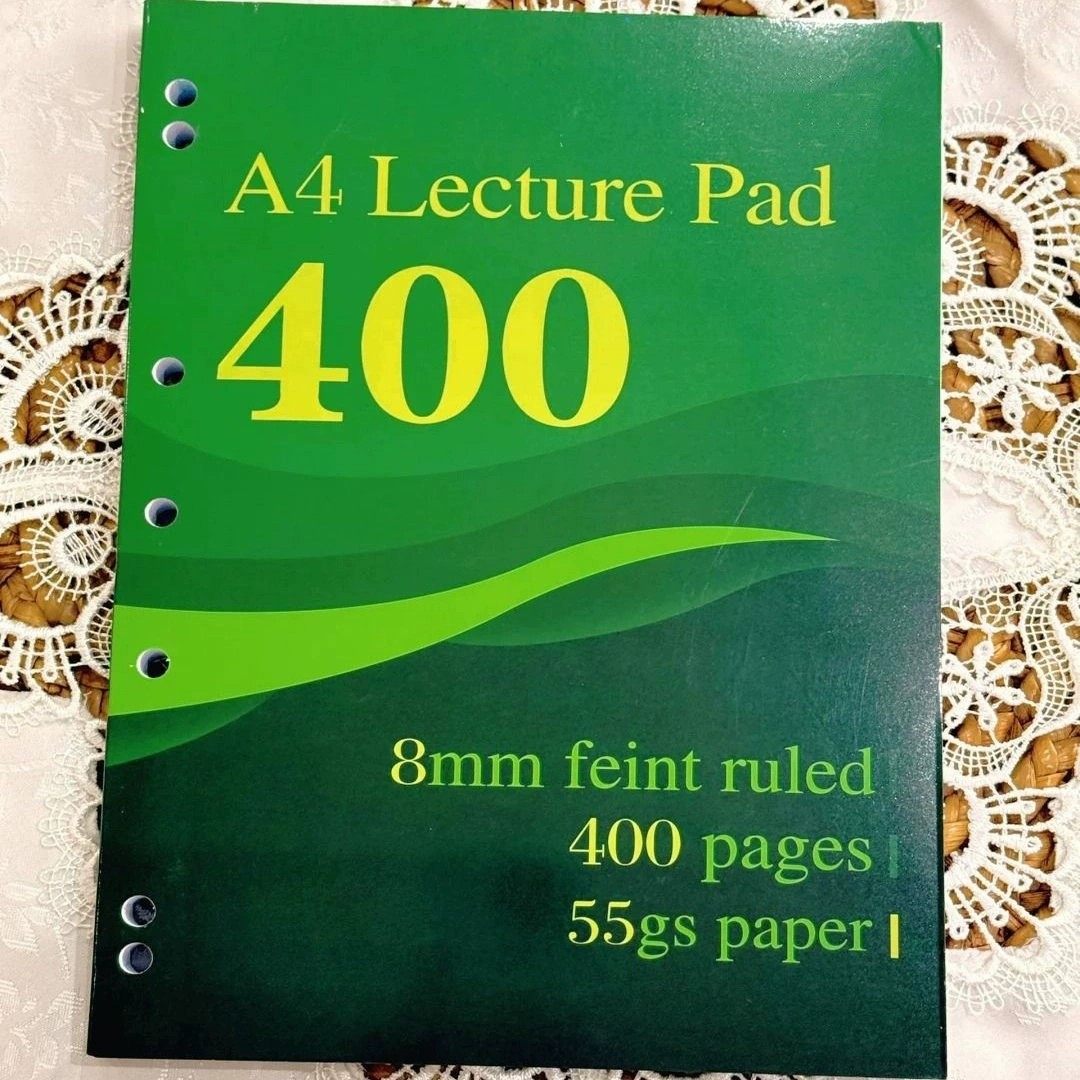 A4 Lecture Pad
400
8mm feint ruled
400 pages
55gs paper